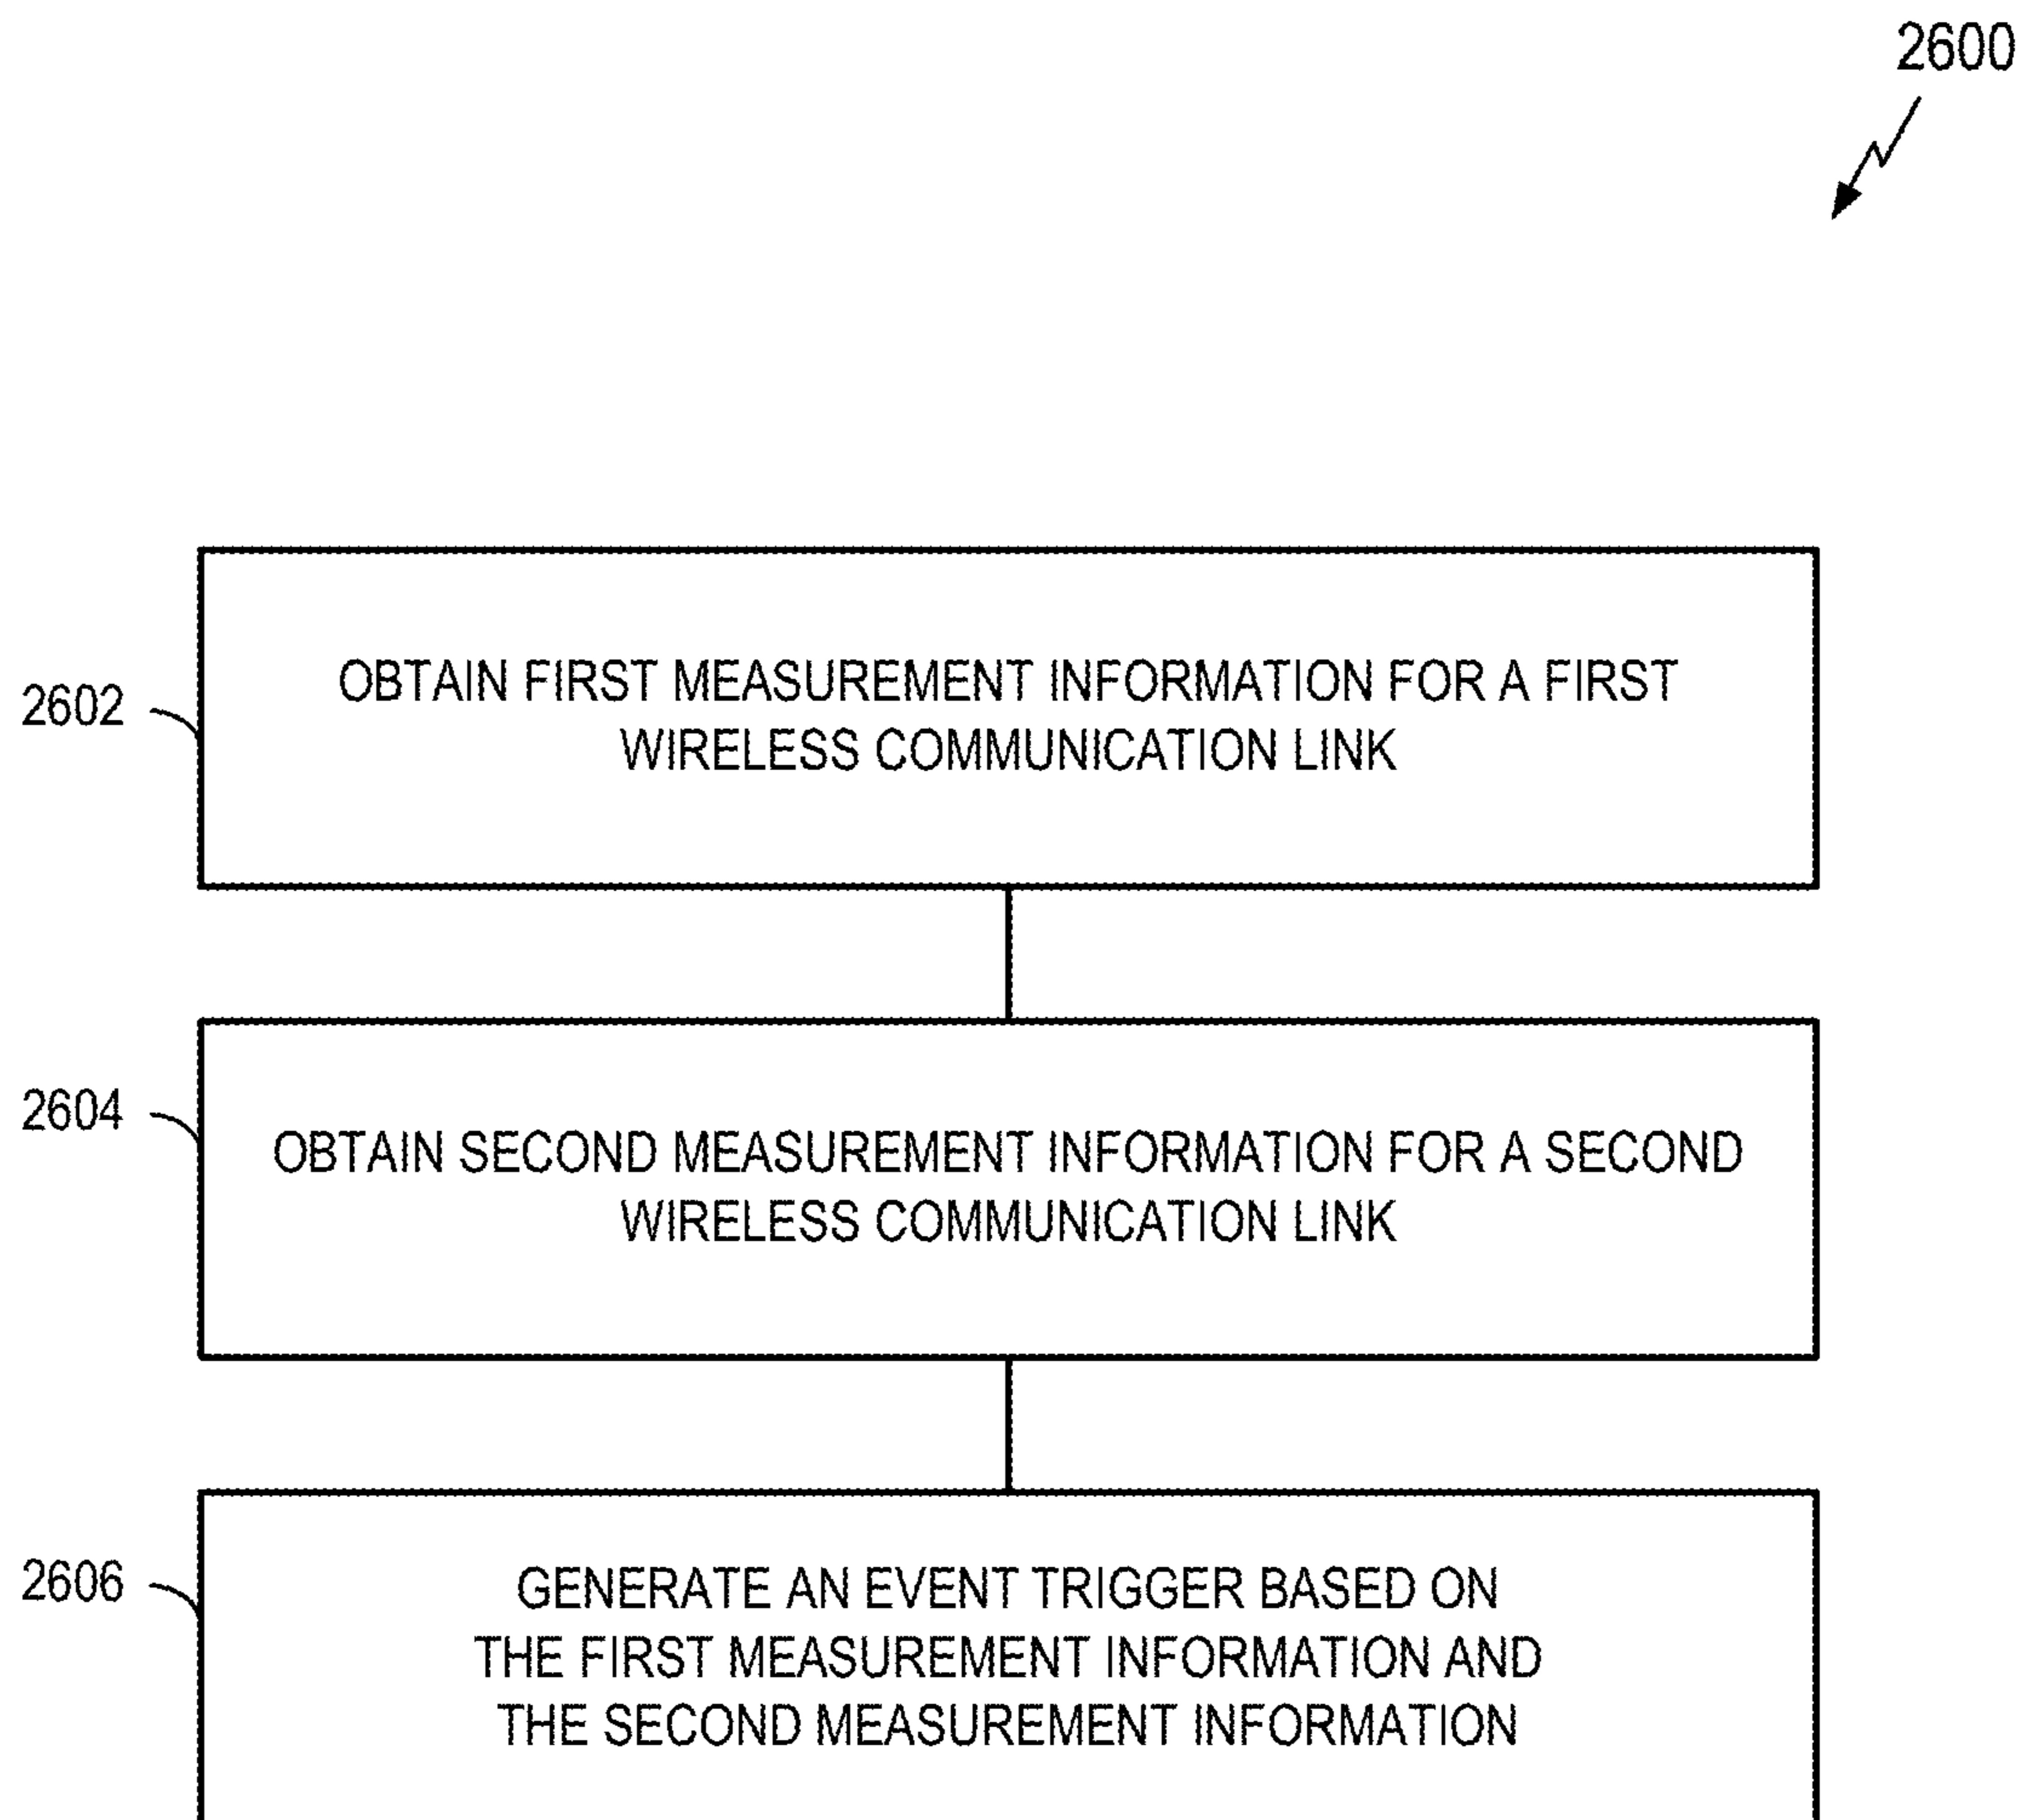 2600
2602
OBTAIN FIRST MEASUREMENT INFORMATION FOR A FIRST
WIRELESS COMMUNICATION LINK
2604
OBTAIN SECOND MEASUREMENT INFORMATION FOR A SECOND
WIRELESS COMMUNICATION LINK
2606
GENERATE AN EVENT TRIGGER BASED ON
THE FIRST MEASUREMENT INFORMATION AND
THE SECOND MEASUREMENT INFORMATION